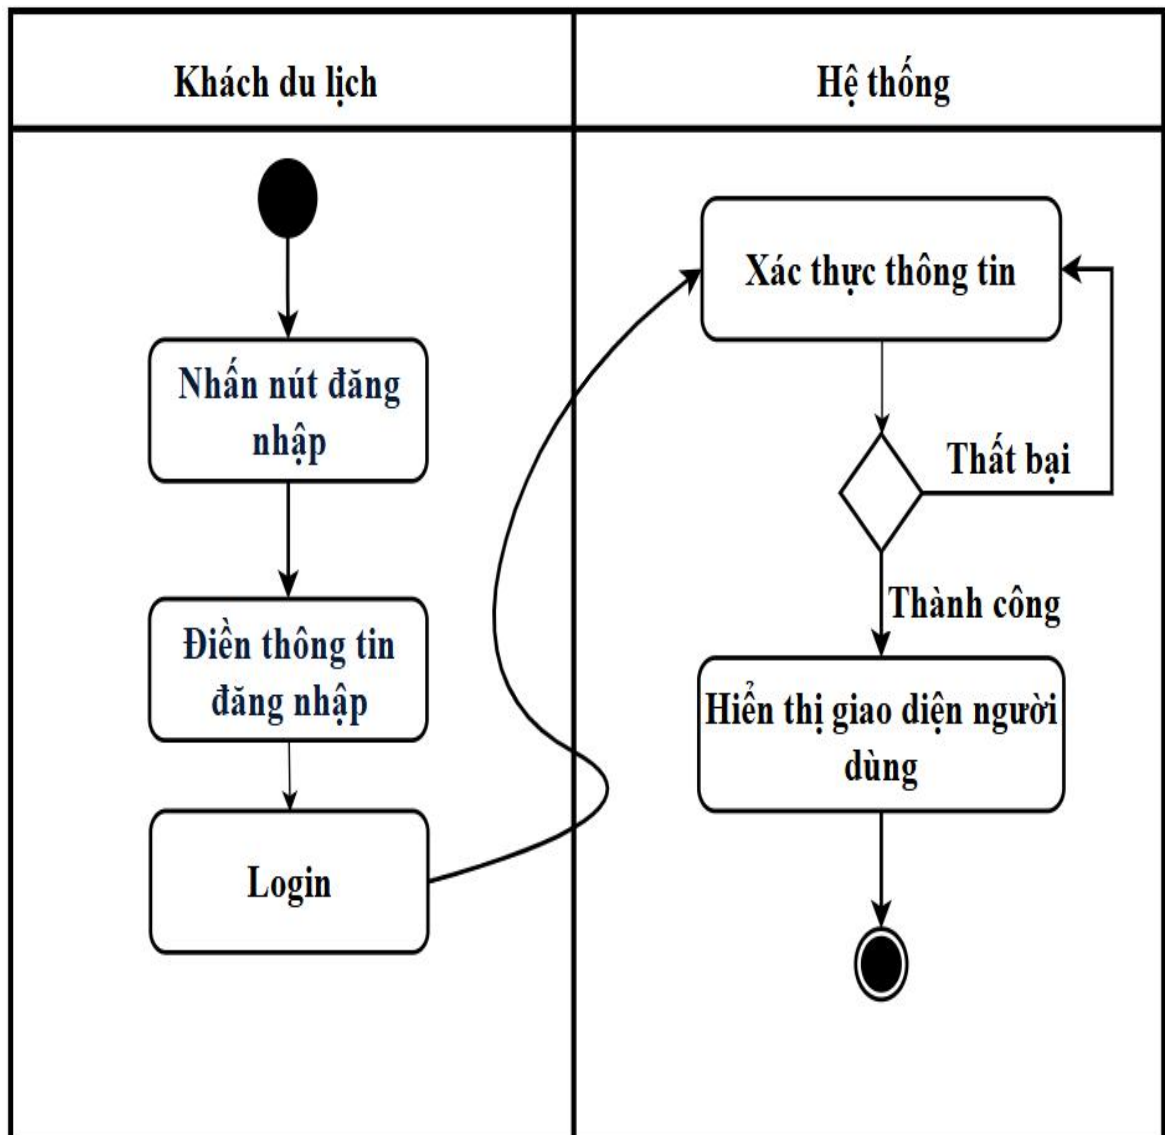 Khách du lịch
Hệ thống
Nhấn nút đăng
nhập
Điền thông tin
đăng nhập
Login
Xác thực thông tin
Thất bại
Thành công
Hiển thị giao diện người
dùng